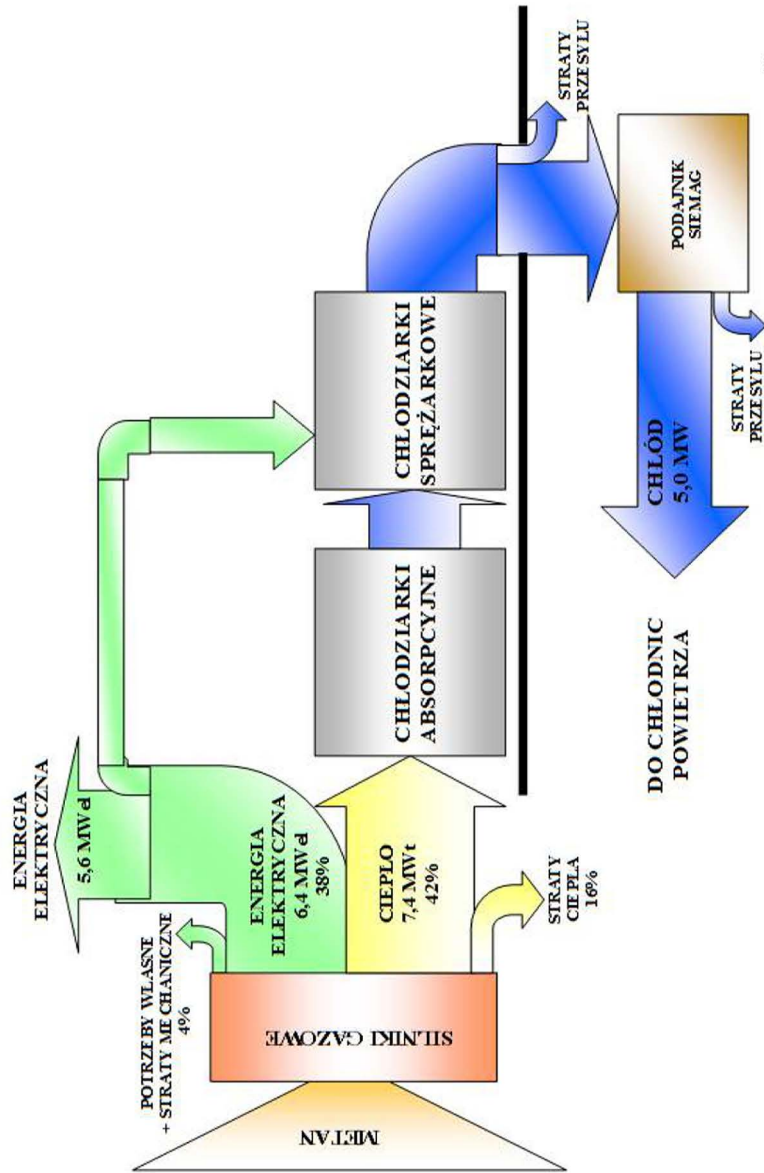 METAN
SILNIKI GAZOWE
POTRZEBY WŁASNE
+ STRATY MECHANICZNE
4%
ENERGIA
ELEKTRYCZNA
5,6 MWel
ENERGIA
ELEKTRYCZNA
6,4 MWel
38%
CIEPŁO
7,4 MWt
42%
STRATY
CIEPŁA
16%
CHŁODZIARKI
ABSORPCYJNE
CHŁODZIARKI
SPRĘŻARKOWE
STRATY
PRZESYŁU
PODAJNIK
SIEMAG
STRATY
PRZESYŁU
CHŁÓD
5,0 MW
DO CHŁODNIC
POWIETRZA